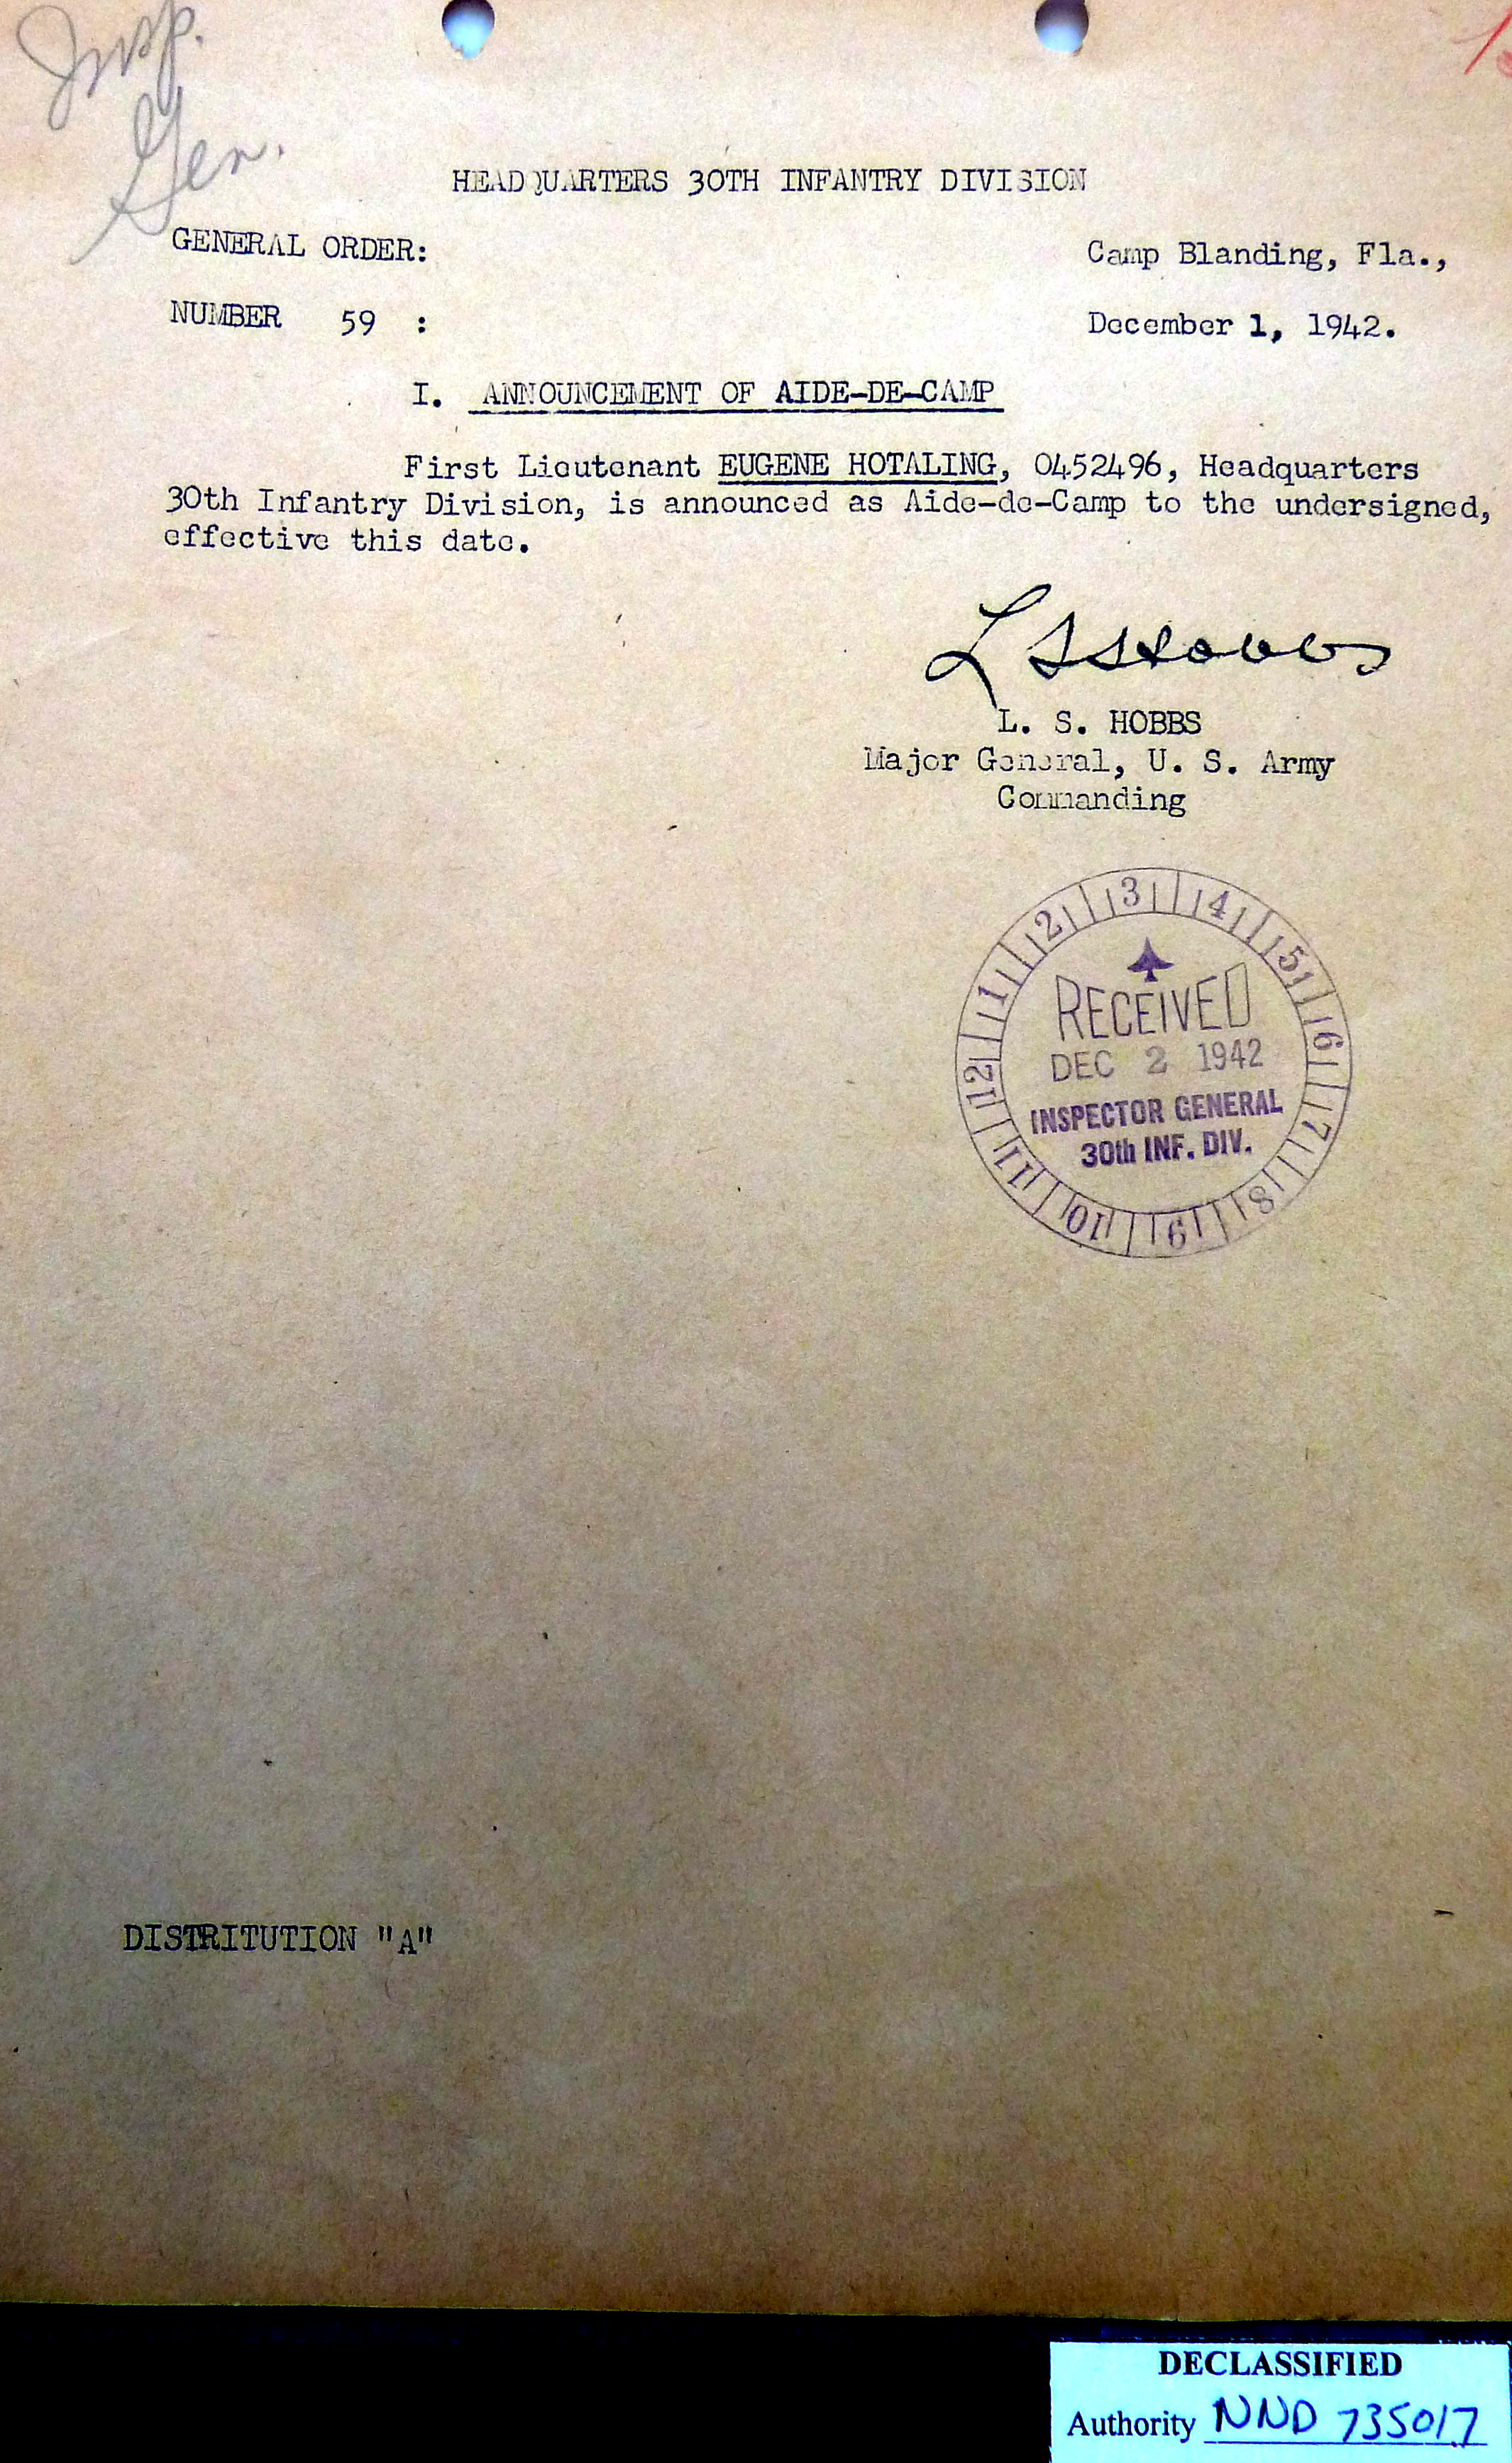 Insp.
Gen.
HEADQUARTERS 30TH INFANTRY DIVISION
GENERAL ORDER:
Camp Blanding, Fla.,
NUMBER 59 :
December 1, 1942.
I. ANNOUNCEMENT OF AIDE-DE-CAMP
First Lieutenant EUGENE HOTALING, 0452496, Headquarters
30th Infantry Division, is announced as Aide-de-Camp to the undersigned,
effective this date.
L S Hobbs
L. S. HOBBS
Major General, U. S. Army
Commanding
1 2 3 4 5 6 7 8 9 10 11 12
RECEIVED
DEC 2 1942
INSPECTOR GENERAL
30th INF. DIV.
DISTRITUTION "A"
DECLASSIFIED
Authority NND 735017